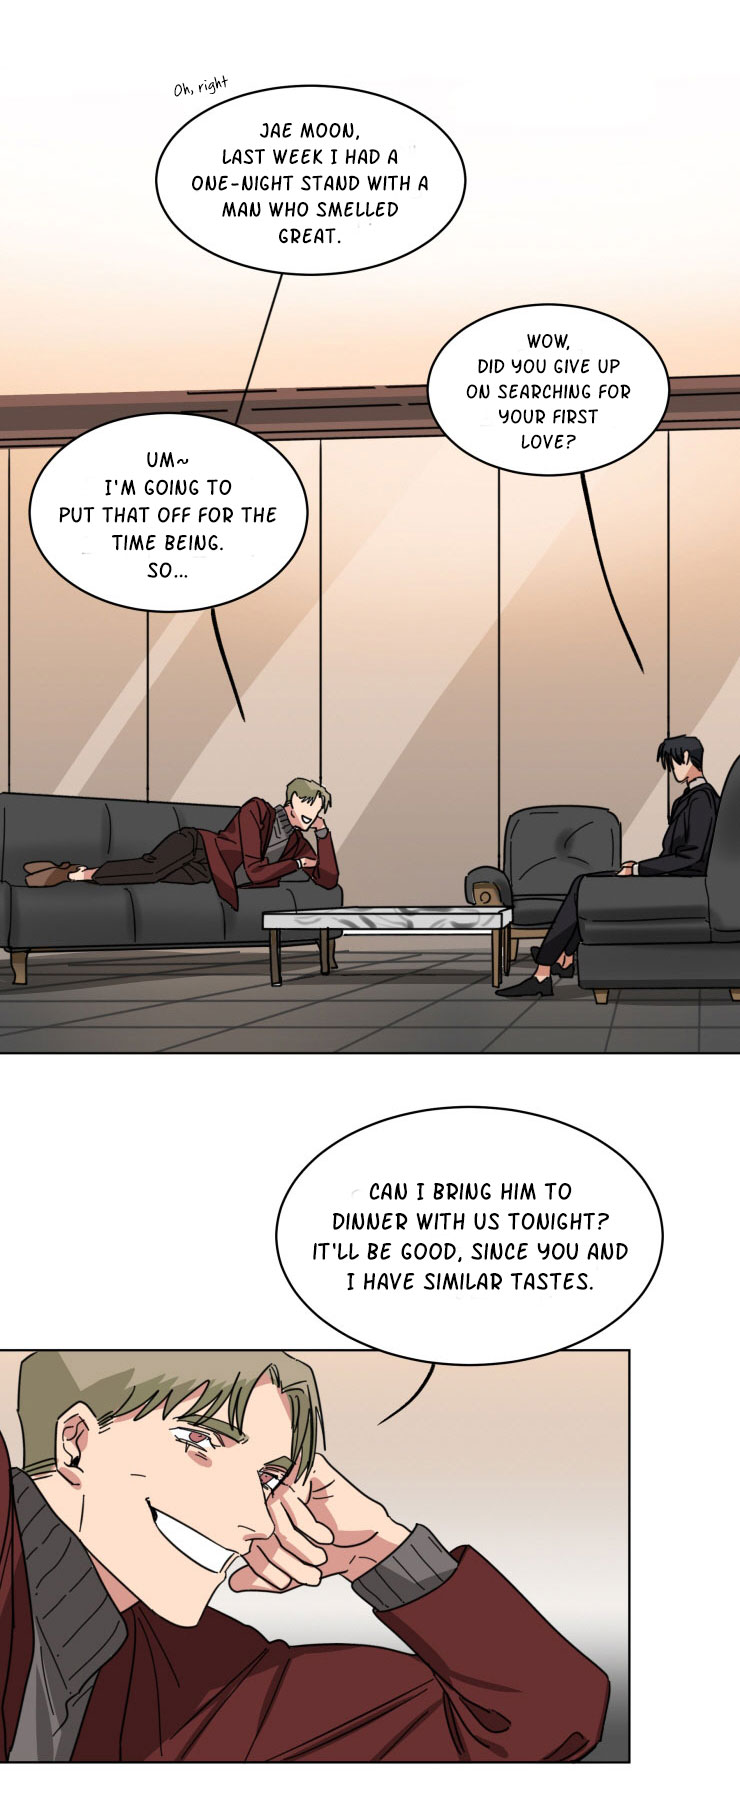 Oh, right
JAE MOON,
LAST WEEK I HAD A
ONE-NIGHT STAND WITH A
MAN WHO SMELLED
GREAT.
WOW,
DID YOU GIVE UP
ON SEARCHING FOR
YOUR FIRST
LOVE?
UM~
I'M GOING TO
PUT THAT OFF FOR THE
TIME BEING.
SO...
CAN I BRING HIM TO
DINNER WITH US TONIGHT?
IT'LL BE GOOD, SINCE YOU AND
I HAVE SIMILAR TASTES.